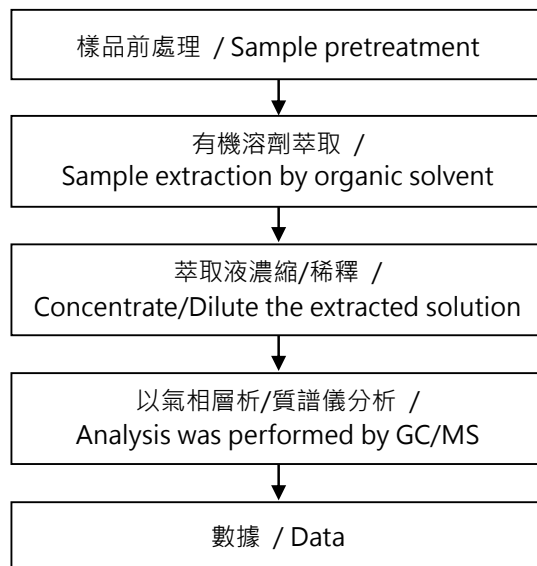 樣品前處理 / Sample pretreatment
有機溶劑萃取 /
Sample extraction by organic solvent
萃取液濃縮/稀釋 /
Concentrate/Dilute the extracted solution
以氣相層析/質譜儀分析 /
Analysis was performed by GC/MS
數據 / Data